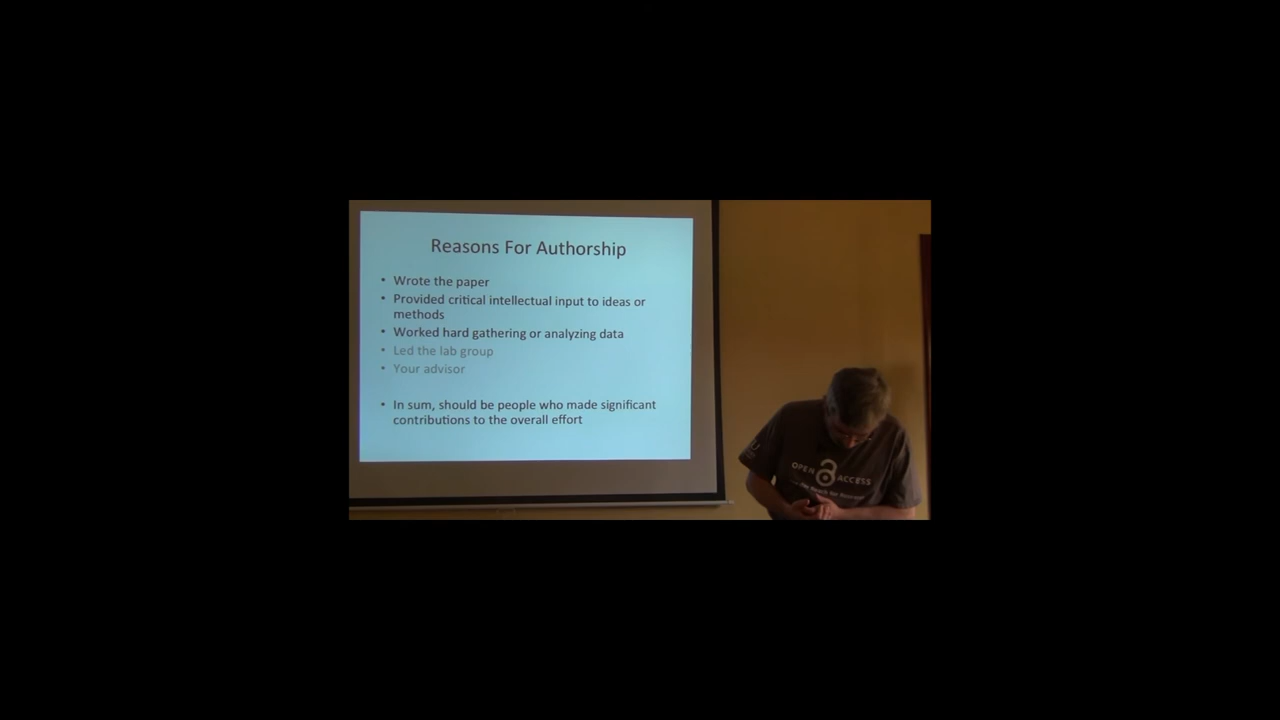 Reasons For Authorship
• Wrote the paper
• Provided critical intellectual input to ideas or
methods
• Worked hard gathering or analyzing data
• Led the lab group
• Your advisor
• In sum, should be people who made significant
contributions to the overall effort
OPEN ACCESS